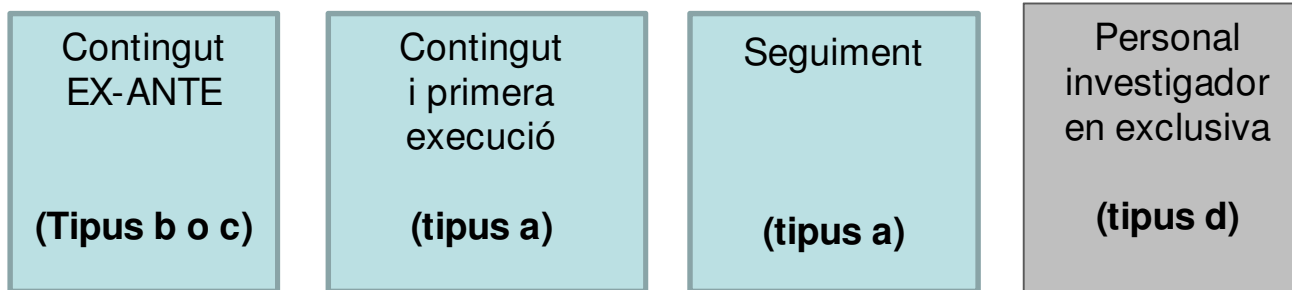 Contingut
EX-ANTE
(Tipus b o c)
Contingut
i primera
execució
(tipus a)
Seguiment
(tipus a)
Personal
investigador
en exclusiva
(tipus d)